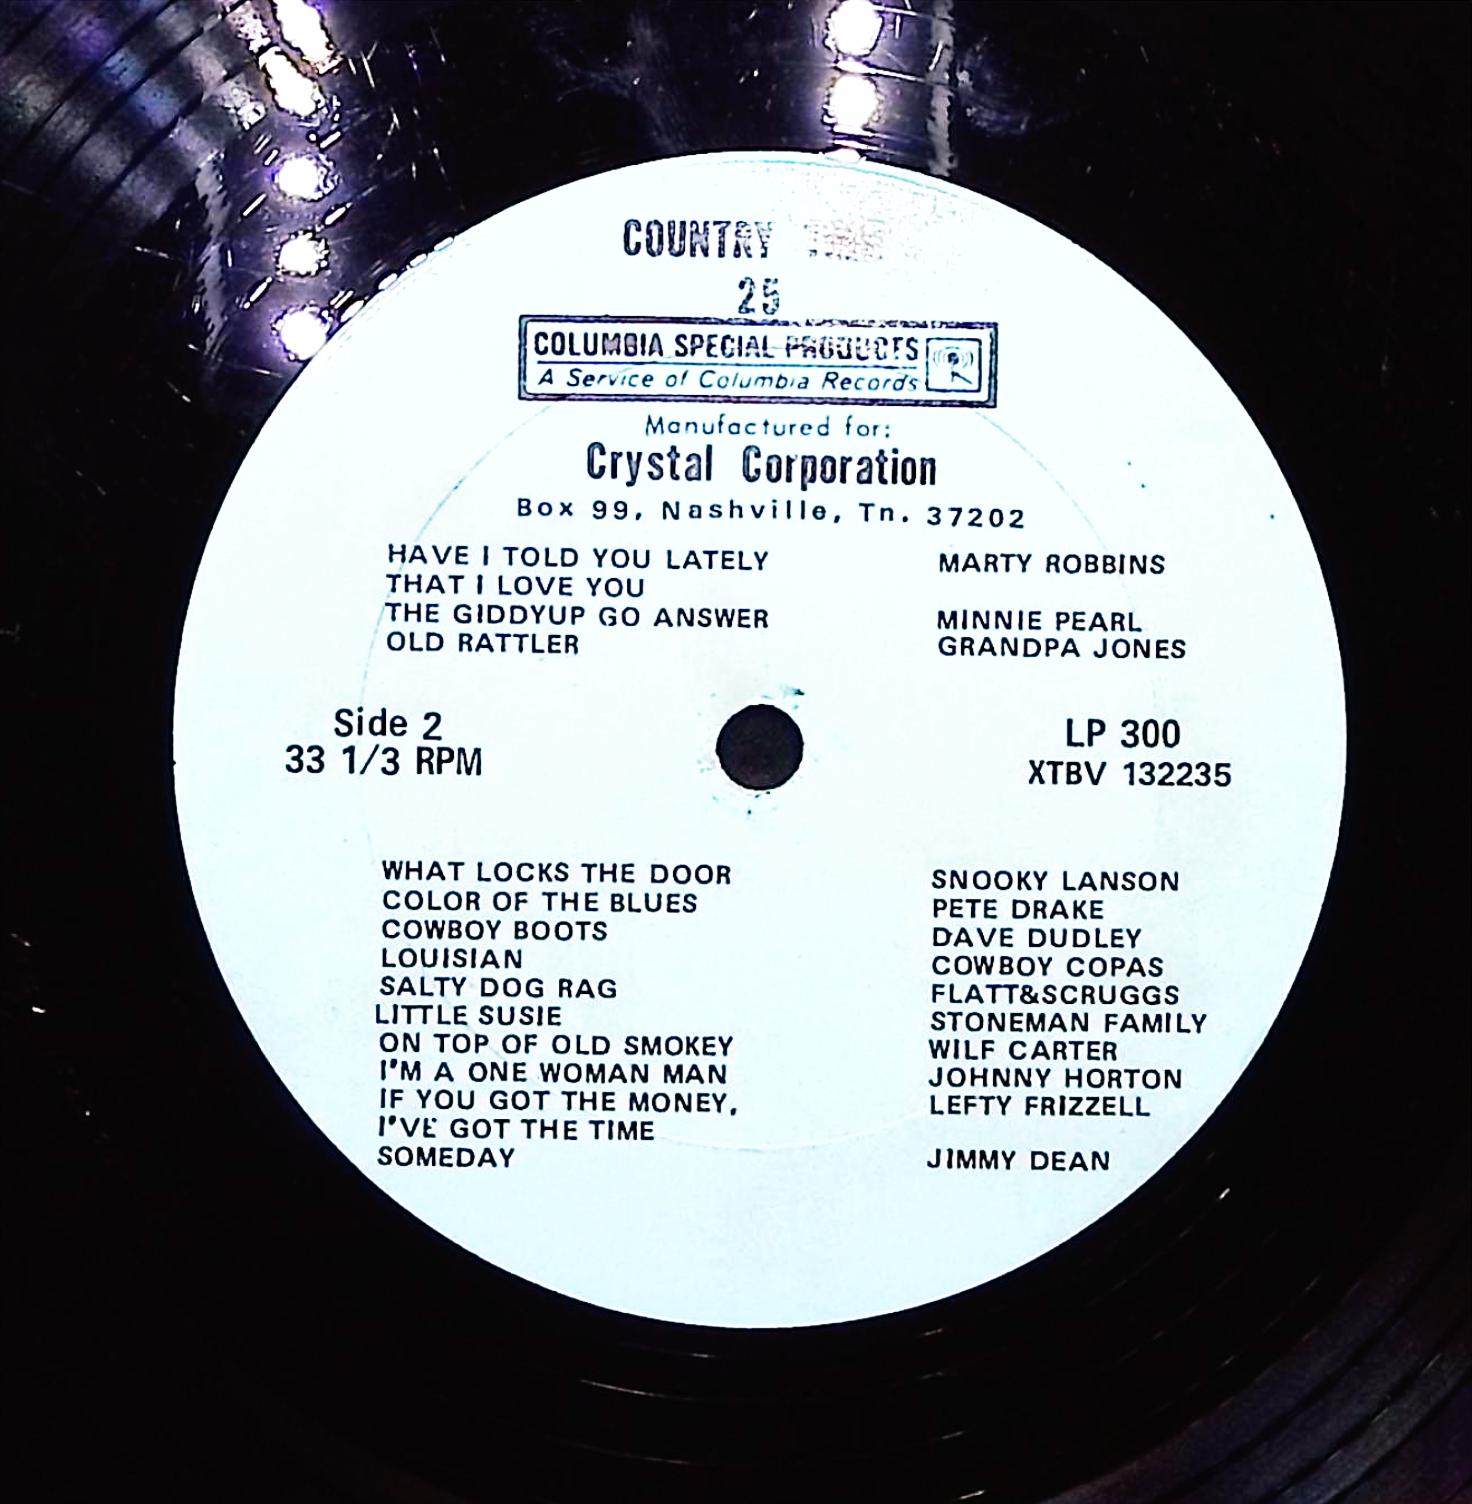 COUNTRY
25
COLUMBIA SPECIAL PRODUCTS
A Service of Columbia Records
Manufactured for:
Crystal Corporation
Box 99, Nashville, Tn. 37202
HAVE I TOLD YOU LATELY MARTY ROBBINS
THAT I LOVE YOU
THE GIDDYUP GO ANSWER MINNIE PEARL
OLD RATTLER GRANDPA JONES
Side 2 LP 300
33 1/3 RPM XTBV 132235
WHAT LOCKS THE DOOR SNOOKY LANSON
COLOR OF THE BLUES PETE DRAKE
COWBOY BOOTS DAVE DUDLEY
LOUISIAN COWBOY COPAS
SALTY DOG RAG FLATT&SCRUGGS
LITTLE SUSIE STONEMAN FAMILY
ON TOP OF OLD SMOKEY WILF CARTER
I'M A ONE WOMAN MAN JOHNNY HORTON
IF YOU GOT THE MONEY, LEFTY FRIZZELL
I'VE GOT THE TIME
SOMEDAY JIMMY DEAN